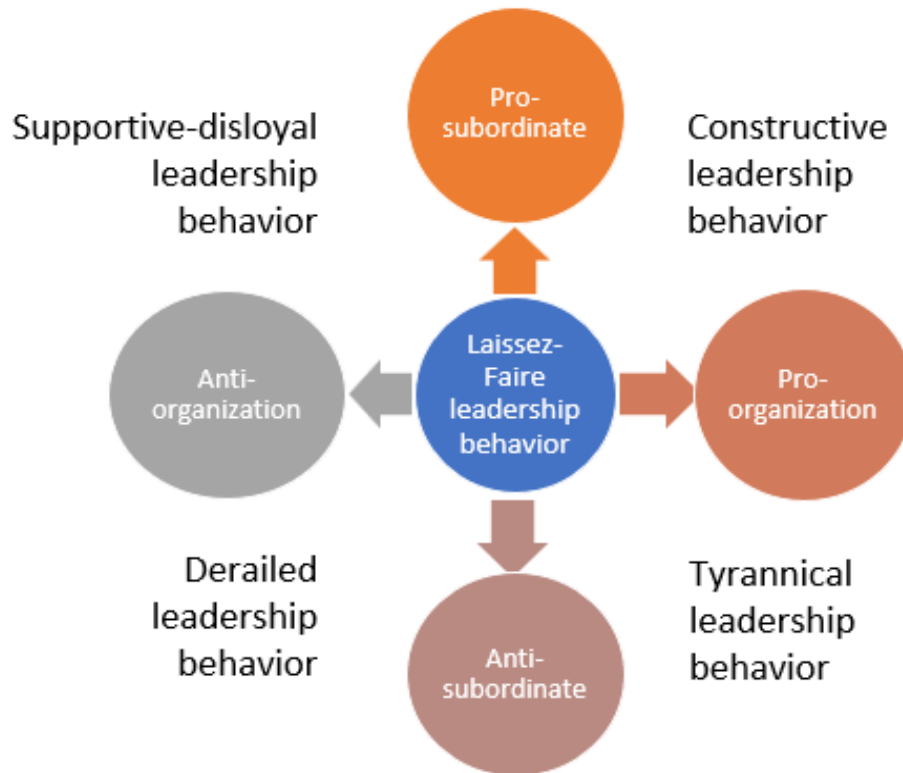 Pro-
subordinate
Supportive-disloyal
leadership
behavior
Constructive
leadership
behavior
Anti-
organization
Laissez-
Faire
leadership
behavior
Pro-
organization
Derailed
leadership
behavior
Tyrannical
leadership
behavior
Anti-
subordinate